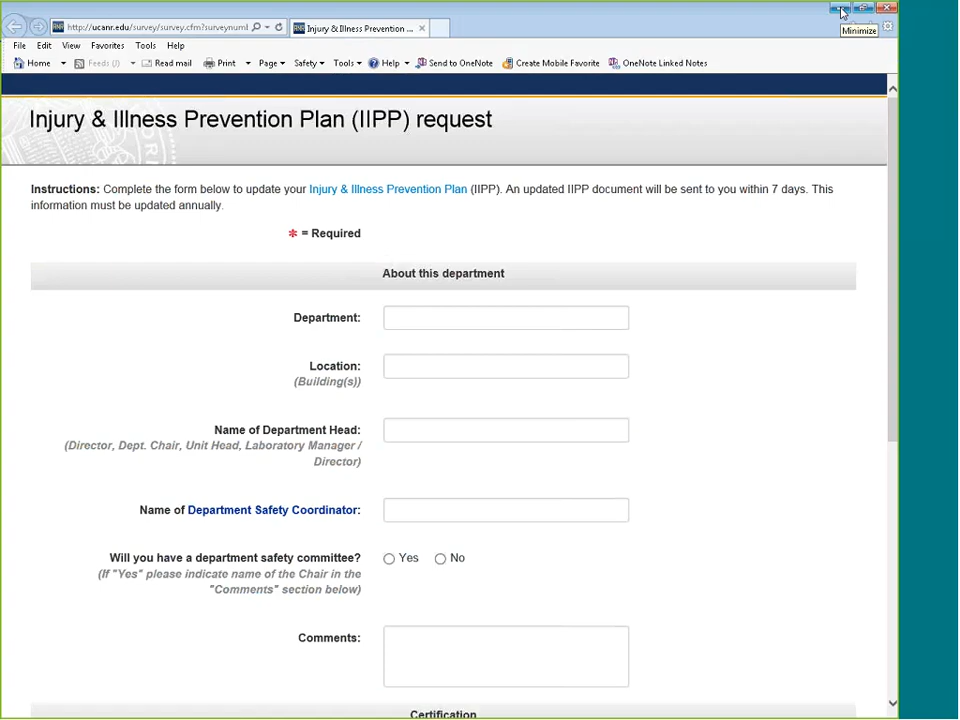 http://ucanr.edu/survey/survey.cfm?surveynuml
Injury & Illness Prevention ...
Minimize
File Edit View Favorites Tools Help
Home Feeds (J) Read mail Print Page Safety Tools Help Send to OneNote Create Mobile Favorite OneNote Linked Notes
Injury & Illness Prevention Plan (IIPP) request
Instructions: Complete the form below to update your Injury & Illness Prevention Plan (IIPP). An updated IIPP document will be sent to you within 7 days. This
information must be updated annually.
* = Required
About this department
Department:
Location:
(Building(s))
Name of Department Head:
(Director, Dept. Chair, Unit Head, Laboratory Manager /
Director)
Name of Department Safety Coordinator:
Will you have a department safety committee? Yes No
(If "Yes" please indicate name of the Chair in the
"Comments" section below)
Comments:
Certification